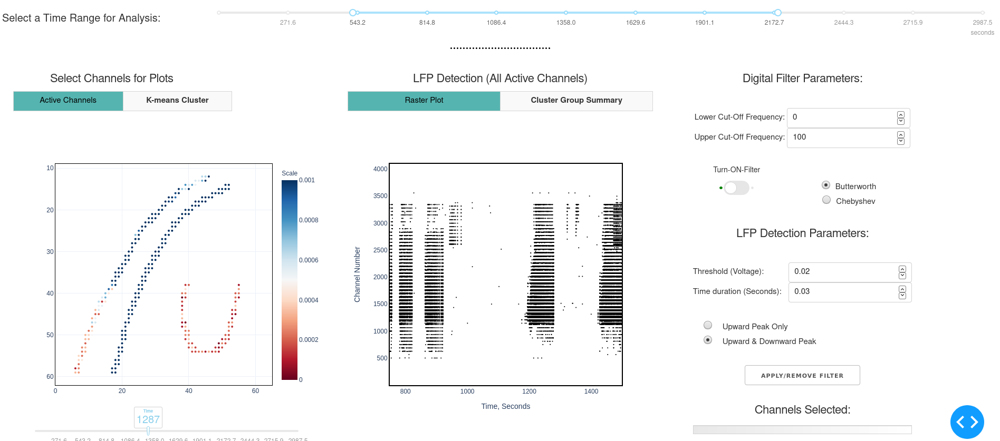 Select a Time Range for Analysis:
271.6 543.2 814.8 1086.4 1358.0 1629.6 1901.1 2172.7 2444.3 2715.9 2987.5
seconds
Select Channels for Plots
Active Channels K-means Cluster
10
20
30
40
50
60
0 20 40 60
Scale
0.001
0.0008
0.0006
0.0004
0.0002
0
Time
1287
271.6 543.2 814.8 1086.4 1358.0 1629.6 1901.1 2172.7 2444.3 2715.9 2987.5
LFP Detection (All Active Channels)
Raster Plot Cluster Group Summary
4000
3500
3000
2500
2000
1500
1000
500
Channel Number
800 1000 1200 1400
Time, Seconds
Digital Filter Parameters:
Lower Cut-Off Frequency: 0
Upper Cut-Off Frequency: 100
Turn-ON-Filter
Butterworth
Chebyshev
LFP Detection Parameters:
Threshold (Voltage): 0.02
Time duration (Seconds): 0.03
Upward Peak Only
Upward & Downward Peak
APPLY/REMOVE FILTER
Channels Selected: